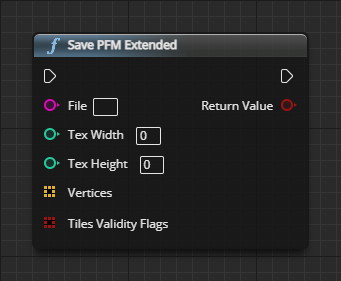 f Save PFM Extended
File
Return Value
Tex Width 0
Tex Height 0
Vertices
Tiles Validity Flags